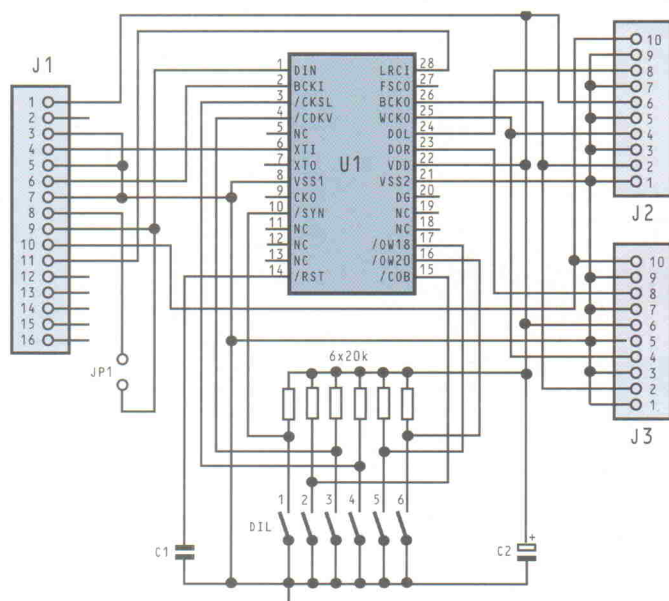 J1
1
2
3
4
5
6
7
8
9
10
11
12
13
14
15
16
JP1
U1
1 DIN
2 BCKI
3 /CKSL
4 /CDKV
5 NC
6 XTI
7 XTO
8 VSS1
9 CKO
10 /SYN
11 NC
12 NC
13 NC
14 /RST
LRCI 28
FSCO 27
BCKO 26
WCKO 25
DOL 24
DOR 23
VDD 22
VSS2 21
DG 20
NC 19
NC 18
/OW18 17
/OW20 16
/COB 15
10
9
8
7
6
5
4
3
2
1
J2
10
9
8
7
6
5
4
3
2
1
J3
6x20k
1 2 3 4 5 6
DIL
C1
C2 +